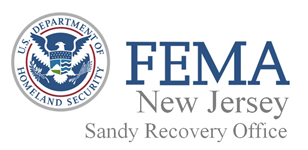 U.S. DEPARTMENT OF
HOMELAND SECURITY
FEMA
New Jersey
Sandy Recovery Office